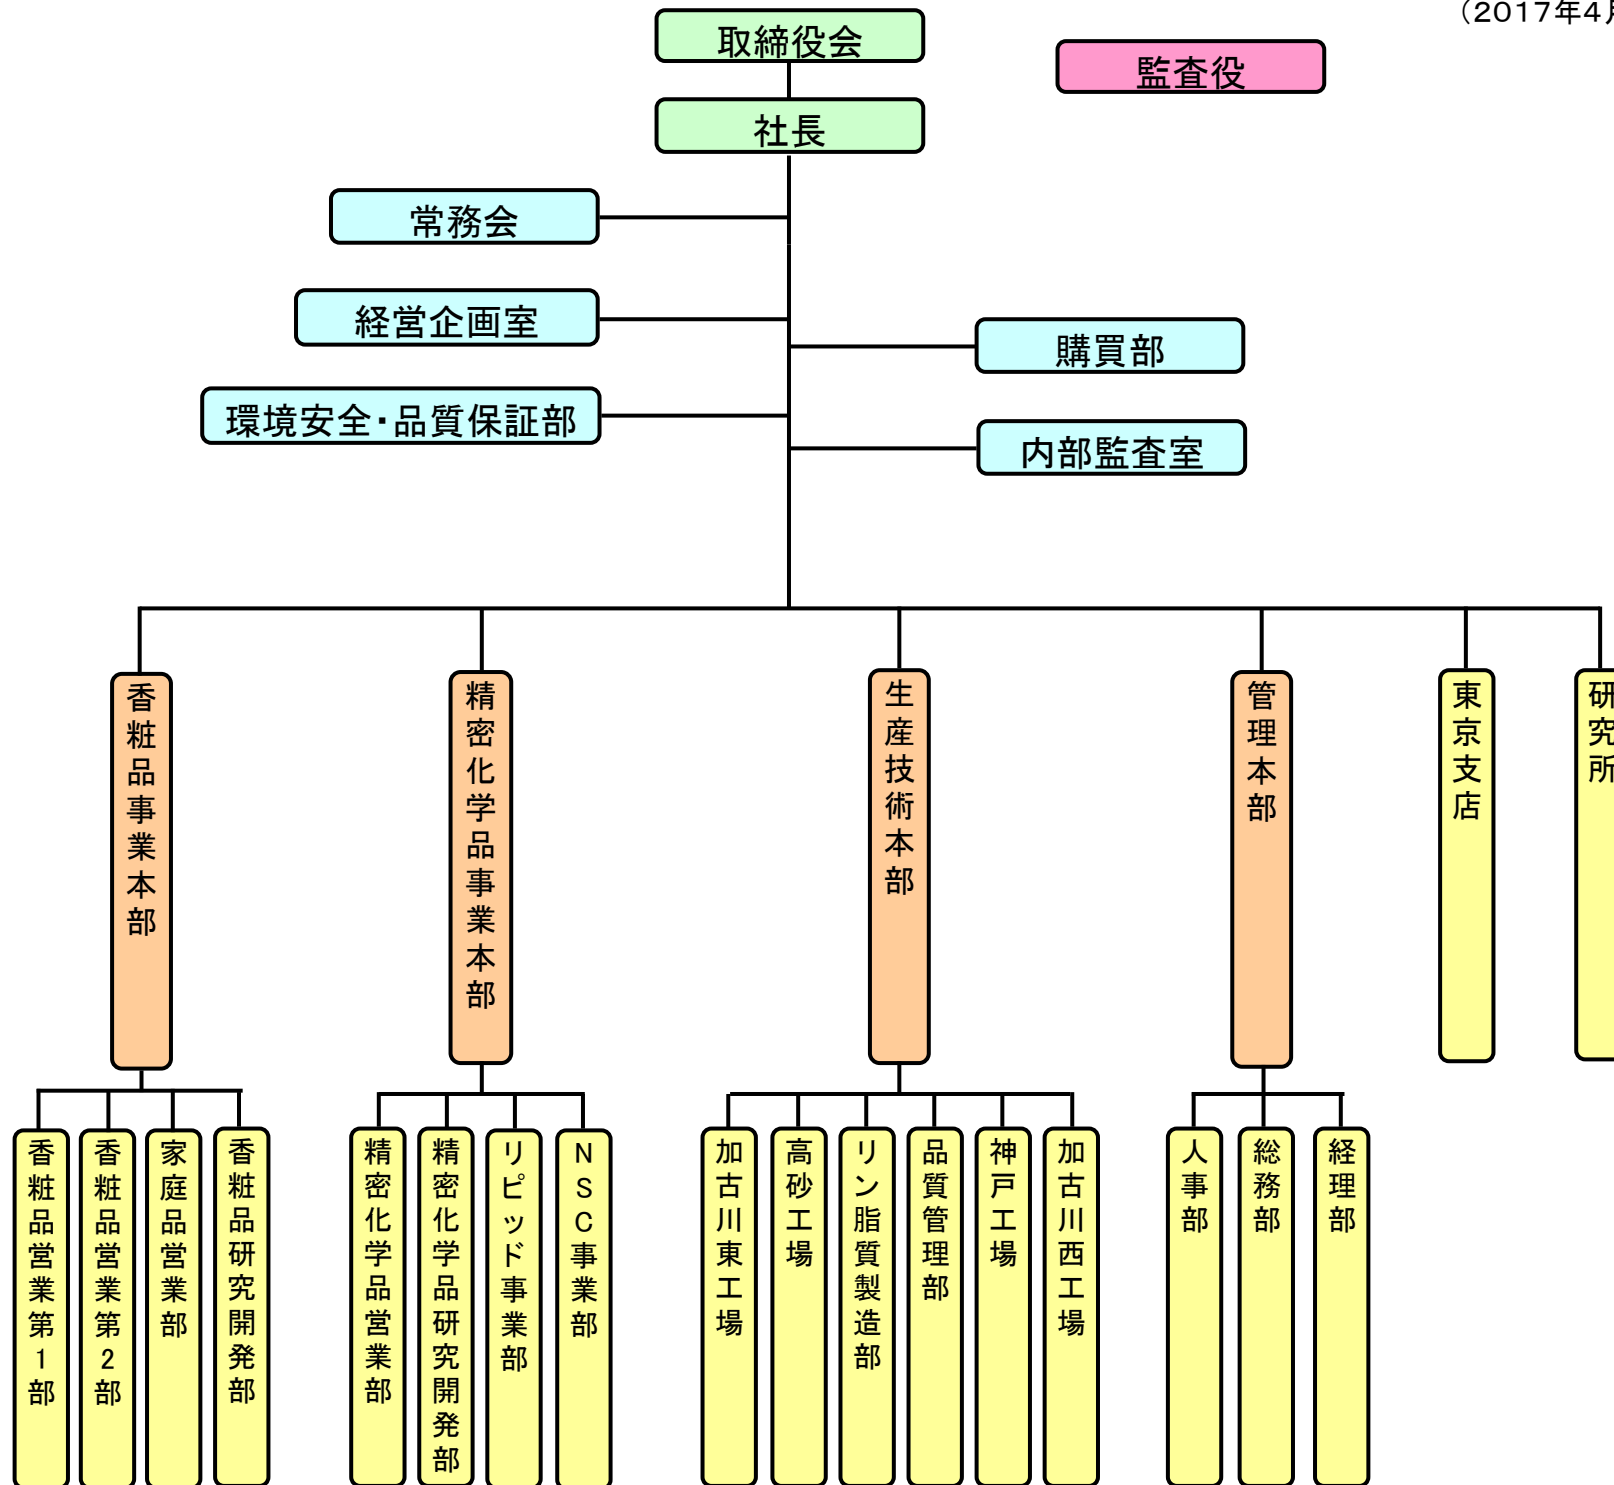 （2017年4月
取締役会
監査役
社長
常務会
経営企画室
購買部
環境安全・品質保証部
内部監査室
香粧品事業本部
精密化学品事業本部
生産技術本部
管理本部
東京支店
研究所
香粧品営業第1部
香粧品営業第2部
家庭品営業部
香粧品研究開発部
精密化学品営業部
精密化学品研究開発部
リピッド事業部
NSC事業部
加古川東工場
高砂工場
リン脂質製造部
品質管理部
神戸工場
加古川西工場
人事部
総務部
経理部